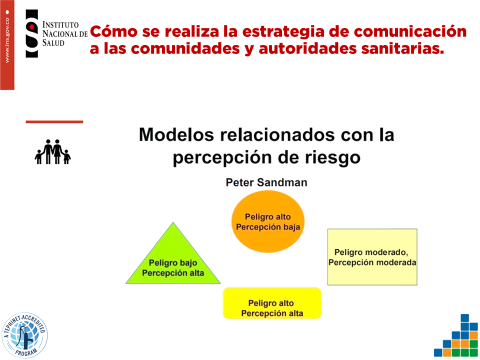 www.ins.gov.co
INSTITUTO
NACIONAL DE
SALUD
Cómo se realiza la estrategia de comunicación
a las comunidades y autoridades sanitarias.
Modelos relacionados con la
percepción de riesgo
Peter Sandman
Peligro alto
Percepción baja
Peligro bajo
Percepción alta
Peligro moderado,
Percepción moderada
Peligro alto
Percepción alta
A TEPHINET ACCREDITED
PROGRAM